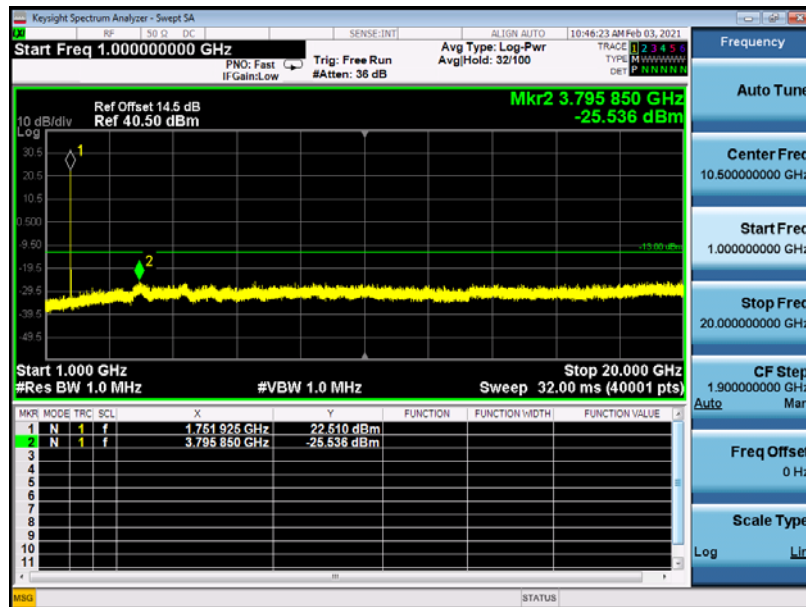 Keysight Spectrum Analyzer - Swept SA
RF 50 Ω DC SENSE:INT ALIGN AUTO 10:46:23 AM Feb 03, 2021
Start Freq 1.000000000 GHz
PNO: Fast
IFGain:Low
Trig: Free Run
#Atten: 36 dB
Avg Type: Log-Pwr
Avg|Hold: 32/100
TRACE 1 2 3 4 5 6
TYPE M WWWWW
DET P N N N N N
Frequency
Auto Tune
Center Freq
10.500000000 GHz
Start Freq
1.000000000 GHz
Stop Freq
20.000000000 GHz
CF Step
1.900000000 GHz
Auto Man
Freq Offset
0 Hz
Scale Type
Log Lin
Ref Offset 14.5 dB
10 dB/div Ref 40.50 dBm
Log
Mkr2 3.795 850 GHz
-25.536 dBm
30.5
20.5
10.5
0.500
-9.50
-19.5
-29.5
-39.5
-49.5
1
2
-13.00 dBm
Start 1.000 GHz Stop 20.000 GHz
#Res BW 1.0 MHz #VBW 1.0 MHz Sweep 32.00 ms (40001 pts)
MKR MODE TRC SCL X Y FUNCTION FUNCTION WIDTH FUNCTION VALUE
1 N 1 f 1.751 925 GHz 22.510 dBm
2 N 1 f 3.795 850 GHz -25.536 dBm
3
4
5
6
7
8
9
10
11
MSG STATUS